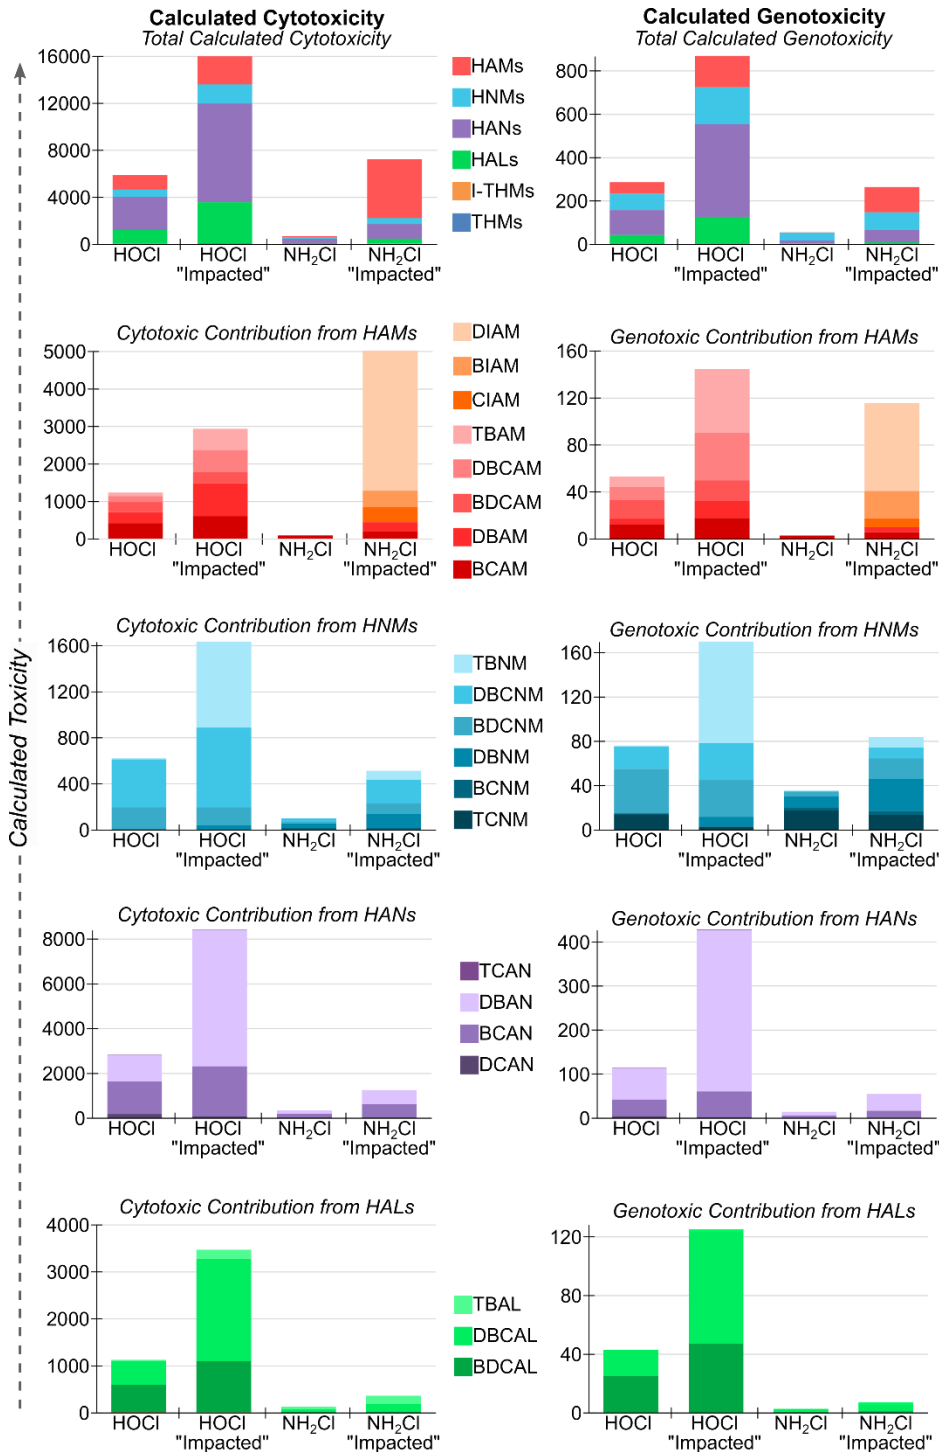 Calculated Cytotoxicity
Total Calculated Cytotoxicity
16000
12000
8000
4000
0
HOCl
HOCl
"Impacted"
NH₂Cl
NH₂Cl
"Impacted"
HAMs
HNMs
HANs
HALs
I-THMs
THMs
Calculated Genotoxicity
Total Calculated Genotoxicity
800
600
400
200
0
HOCl
HOCl
"Impacted"
NH₂Cl
NH₂Cl
"Impacted"
Cytotoxic Contribution from HAMs
5000
4000
3000
2000
1000
0
HOCl
HOCl
"Impacted"
NH₂Cl
NH₂Cl
"Impacted"
DIAM
BIAM
CIAM
TBAM
DBCAM
BDCAM
DBAM
BCAM
Genotoxic Contribution from HAMs
160
120
80
40
0
HOCl
HOCl
"Impacted"
NH₂Cl
NH₂Cl
"Impacted"
Calculated Toxicity
Cytotoxic Contribution from HNMs
1600
1200
800
400
0
HOCl
HOCl
"Impacted"
NH₂Cl
NH₂Cl
"Impacted"
TBNM
DBCNM
BDCNM
DBNM
BCNM
TCNM
Genotoxic Contribution from HNMs
160
120
80
40
0
HOCl
HOCl
"Impacted"
NH₂Cl
NH₂Cl
"Impacted"
Cytotoxic Contribution from HANs
8000
6000
4000
2000
0
HOCl
HOCl
"Impacted"
NH₂Cl
NH₂Cl
"Impacted"
TCAN
DBAN
BCAN
DCAN
Genotoxic Contribution from HANs
400
300
200
100
0
HOCl
HOCl
"Impacted"
NH₂Cl
NH₂Cl
"Impacted"
Cytotoxic Contribution from HALs
4000
3000
2000
1000
0
HOCl
HOCl
"Impacted"
NH₂Cl
NH₂Cl
"Impacted"
TBAL
DBCAL
BDCAL
Genotoxic Contribution from HALs
120
80
40
0
HOCl
HOCl
"Impacted"
NH₂Cl
NH₂Cl
"Impacted"